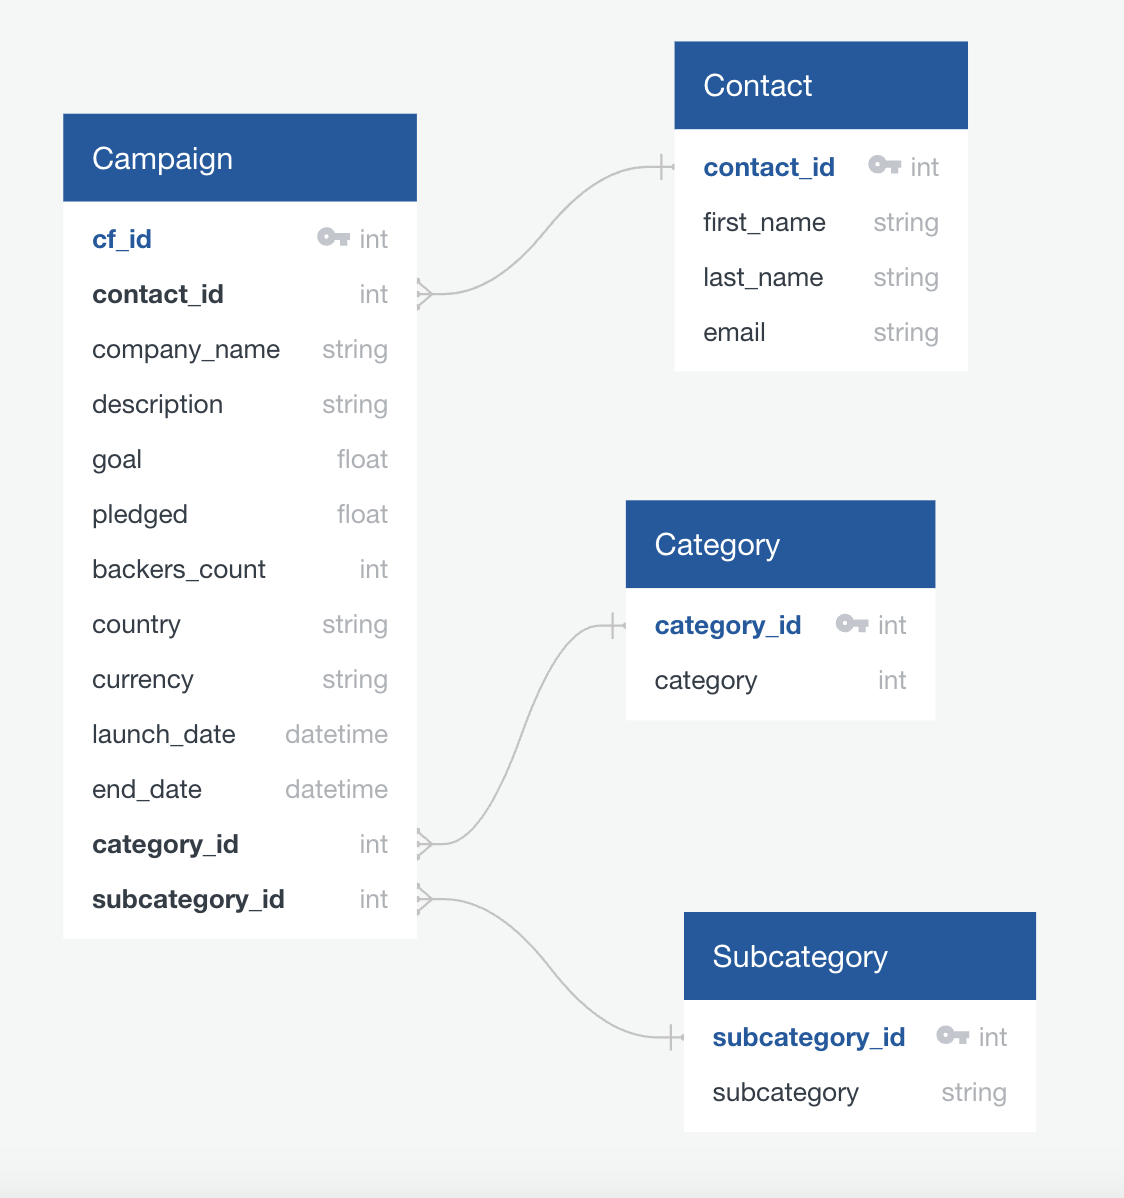 Campaign
cf_id int
contact_id int
company_name string
description string
goal float
pledged float
backers_count int
country string
currency string
launch_date datetime
end_date datetime
category_id int
subcategory_id int
Contact
contact_id int
first_name string
last_name string
email string
Category
category_id int
category int
Subcategory
subcategory_id int
subcategory string